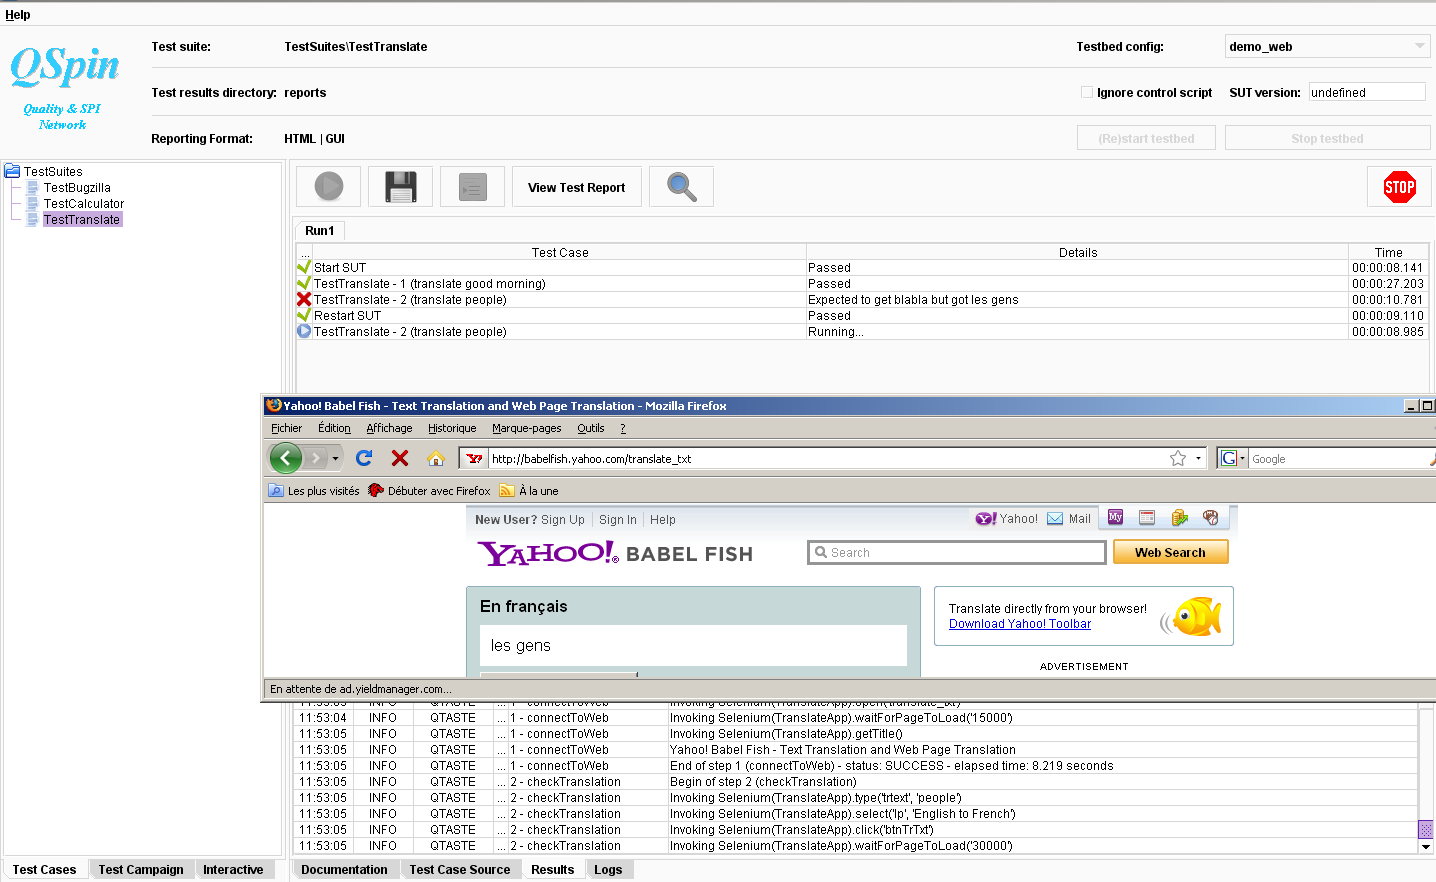 Help
QSpin
Quality & SPI
Network
Test suite: TestSuites\TestTranslate
Testbed config: demo_web
Test results directory: reports
Ignore control script SUT version: undefined
Reporting Format: HTML | GUI
(Re)start testbed Stop testbed
TestSuites
TestBugzilla
TestCalculator
TestTranslate
View Test Report
STOP
Run1
... Test Case Details Time
Start SUT Passed 00:00:08.141
TestTranslate - 1 (translate good morning) Passed 00:00:27.203
TestTranslate - 2 (translate people) Expected to get blabla but got les gens 00:00:10.781
Restart SUT Passed 00:00:09.110
TestTranslate - 2 (translate people) Running... 00:00:08.985
Yahoo! Babel Fish - Text Translation and Web Page Translation - Mozilla Firefox
Fichier Édition Affichage Historique Marque-pages Outils ?
http://babelfish.yahoo.com/translate_txt
G Google
Les plus visités Débuter avec Firefox À la une
New User? Sign Up Sign In Help
Y! Yahoo! Mail My
YAHOO! BABEL FISH
Search
Web Search
En français
les gens
Translate directly from your browser!
Download Yahoo! Toolbar
ADVERTISEMENT
En attente de ad.yieldmanager.com...
11:53:03 INFO QTASTE ... 1 - connectToWeb Invoking Selenium(TranslateApp).open('translate_txt')
11:53:04 INFO QTASTE ... 1 - connectToWeb Invoking Selenium(TranslateApp).waitForPageToLoad('15000')
11:53:05 INFO QTASTE ... 1 - connectToWeb Invoking Selenium(TranslateApp).getTitle()
11:53:05 INFO QTASTE ... 1 - connectToWeb Yahoo! Babel Fish - Text Translation and Web Page Translation
11:53:05 INFO QTASTE ... 1 - connectToWeb End of step 1 (connectToWeb) - status: SUCCESS - elapsed time: 8.219 seconds
11:53:05 INFO QTASTE ... 2 - checkTranslation Begin of step 2 (checkTranslation)
11:53:05 INFO QTASTE ... 2 - checkTranslation Invoking Selenium(TranslateApp).type('trtext', 'people')
11:53:05 INFO QTASTE ... 2 - checkTranslation Invoking Selenium(TranslateApp).select('lp', 'English to French')
11:53:05 INFO QTASTE ... 2 - checkTranslation Invoking Selenium(TranslateApp).click('btnTrTxt')
11:53:05 INFO QTASTE ... 2 - checkTranslation Invoking Selenium(TranslateApp).waitForPageToLoad('30000')
Test Cases Test Campaign Interactive
Documentation Test Case Source Results Logs